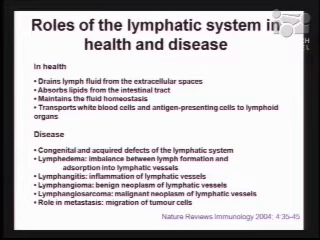 Roles of the lymphatic system in
health and disease
In health
• Drains lymph fluid from the extracellular spaces
• Absorbs lipids from the intestinal tract
• Maintains the fluid homeostasis
• Transports white blood cells and antigen-presenting cells to lymphoid
organs
Disease
• Congenital and acquired defects of the lymphatic system
• Lymphedema: imbalance between lymph formation and
adsorption into lymphatic vessels
• Lymphangitis: inflammation of lymphatic vessels
• Lymphangioma: benign neoplasm of lymphatic vessels
• Lymphangiosarcoma: malignant neoplasm of lymphatic vessels
• Role in metastasis: migration of tumour cells
Nature Reviews Immunology 2004; 4:35-45